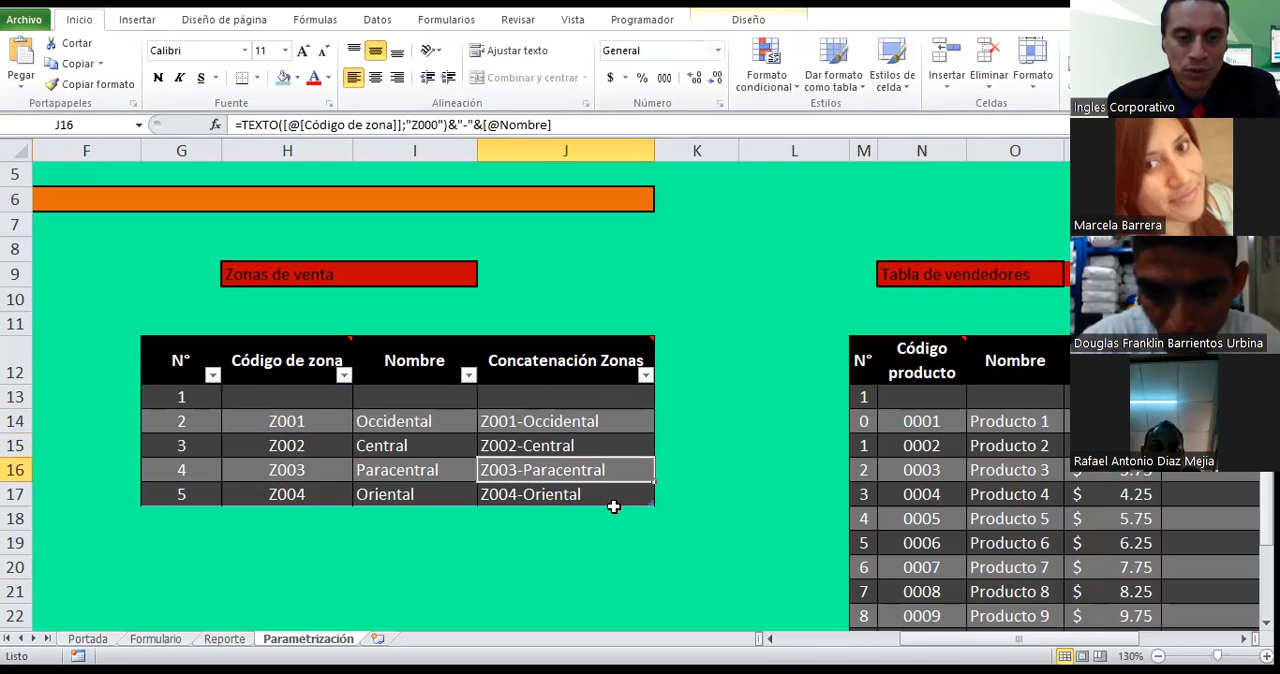 Archivo Inicio Insertar Diseño de página Fórmulas Datos Revisar Vista Programador Diseño
Cortar
Copiar
Copiar formato
Pegar
Portapapeles
Calibri 11
N K S
Fuente
Ajustar texto
Combinar y centrar
Alineación
General
$ % 000
Número
Formato condicional
Dar formato como tabla
Estilos de celda
Estilos
Insertar Eliminar Formato
Celdas
J16 fx =TEXTO([@[Código de zona]];"Z000")&"-"&[@Nombre]
F G H I J K L M N O
5
6
7
8
9 Zonas de venta Tabla de vendedores
10
11
12 N° Código de zona Nombre Concatenación Zonas N° Código producto Nombre
13 1 1
14 2 Z001 Occidental Z001-Occidental 0 0001 Producto 1
15 3 Z002 Central Z002-Central 1 0002 Producto 2
16 4 Z003 Paracentral Z003-Paracentral 2 0003 Producto 3
17 5 Z004 Oriental Z004-Oriental 3 0004 Producto 4 $ 4.25
18 4 0005 Producto 5 $ 5.75
19 5 0006 Producto 6 $ 6.25
20 6 0007 Producto 7 $ 7.75
21 7 0008 Producto 8 $ 8.25
22 8 0009 Producto 9 $ 9.75
Portada Formulario Reporte Parametrización
Listo 130%
Ingles Corporativo
Marcela Barrera
Douglas Franklin Barrientos Urbina
Rafael Antonio Diaz Mejia